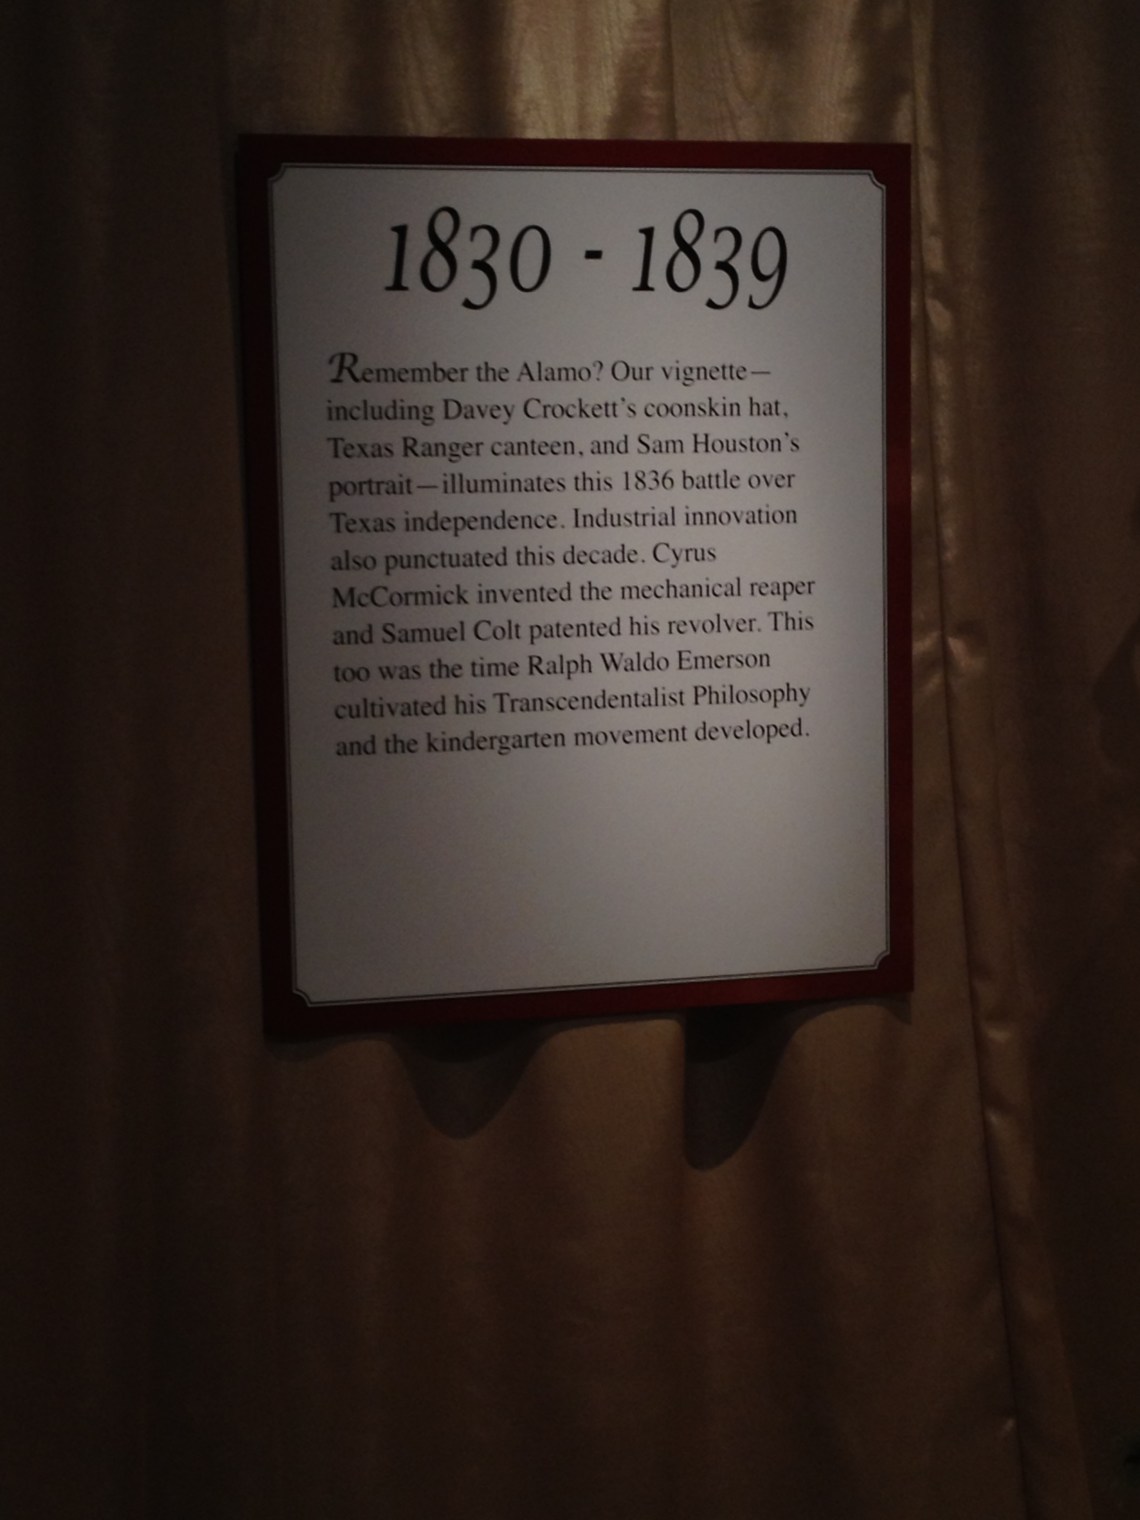 1830 - 1839
Remember the Alamo? Our vignette—
including Davey Crockett's coonskin hat,
Texas Ranger canteen, and Sam Houston's
portrait—illuminates this 1836 battle over
Texas independence. Industrial innovation
also punctuated this decade. Cyrus
McCormick invented the mechanical reaper
and Samuel Colt patented his revolver. This
too was the time Ralph Waldo Emerson
cultivated his Transcendentalist Philosophy
and the kindergarten movement developed.